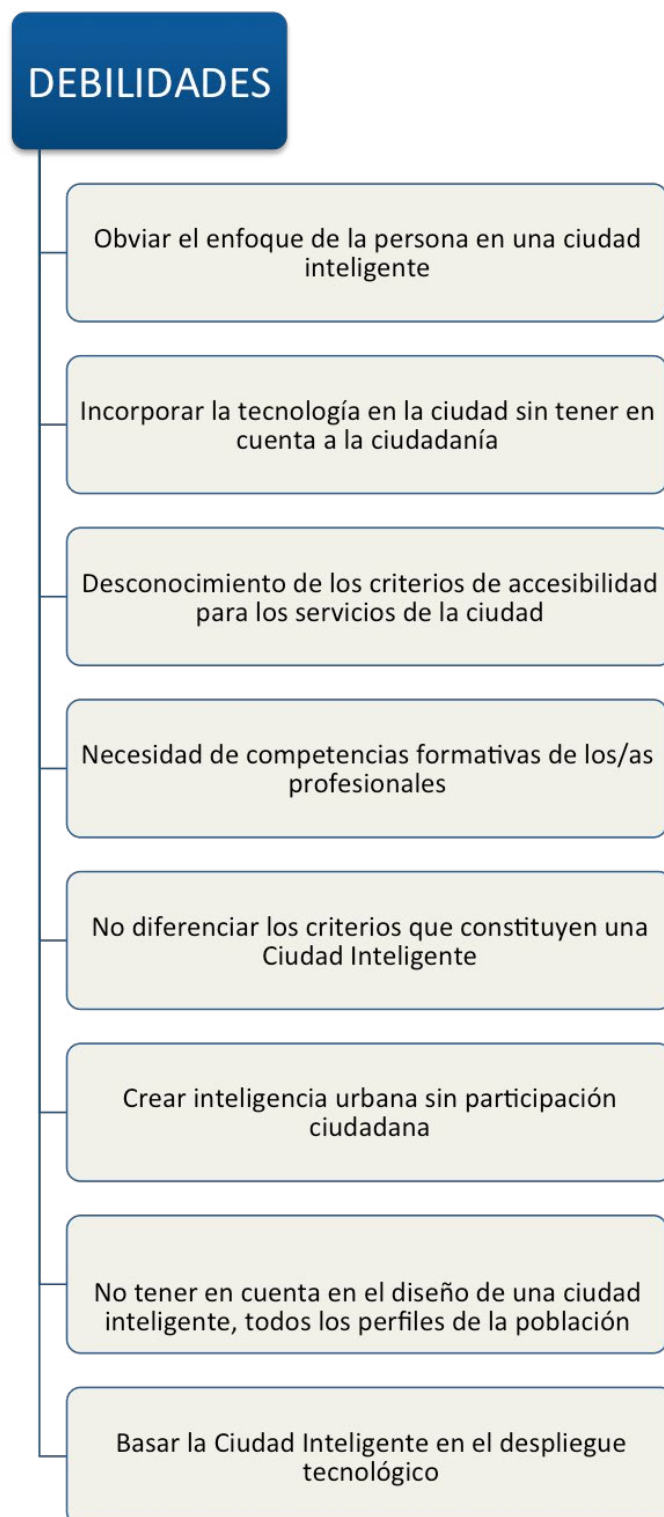 DEBILIDADES
Obviar el enfoque de la persona en una ciudad
inteligente
Incorporar la tecnología en la ciudad sin tener en
cuenta a la ciudadanía
Desconocimiento de los criterios de accesibilidad
para los servicios de la ciudad
Necesidad de competencias formativas de los/as
profesionales
No diferenciar los criterios que constituyen una
Ciudad Inteligente
Crear inteligencia urbana sin participación
ciudadana
No tener en cuenta en el diseño de una ciudad
inteligente, todos los perfiles de la población
Basar la Ciudad Inteligente en el despliegue
tecnológico